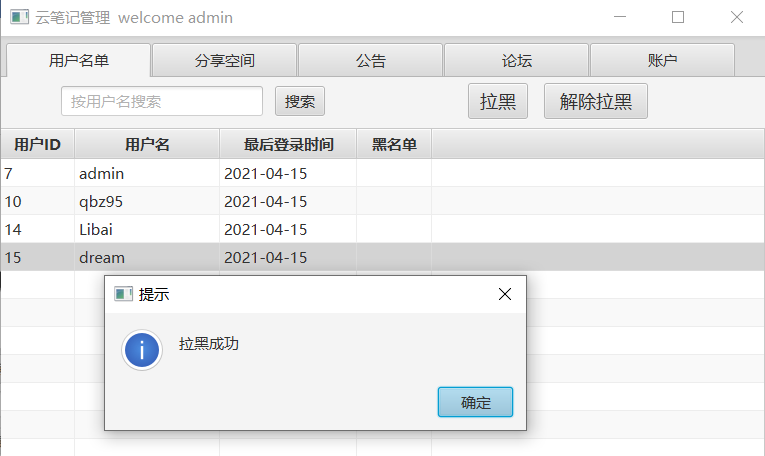 云笔记管理 welcome admin
用户名单 分享空间 公告 论坛 账户
按用户名搜索 搜索 拉黑 解除拉黑
用户ID 用户名 最后登录时间 黑名单
7 admin 2021-04-15
10 qbz95 2021-04-15
14 Libai 2021-04-15
15 dream 2021-04-15
提示
拉黑成功
确定